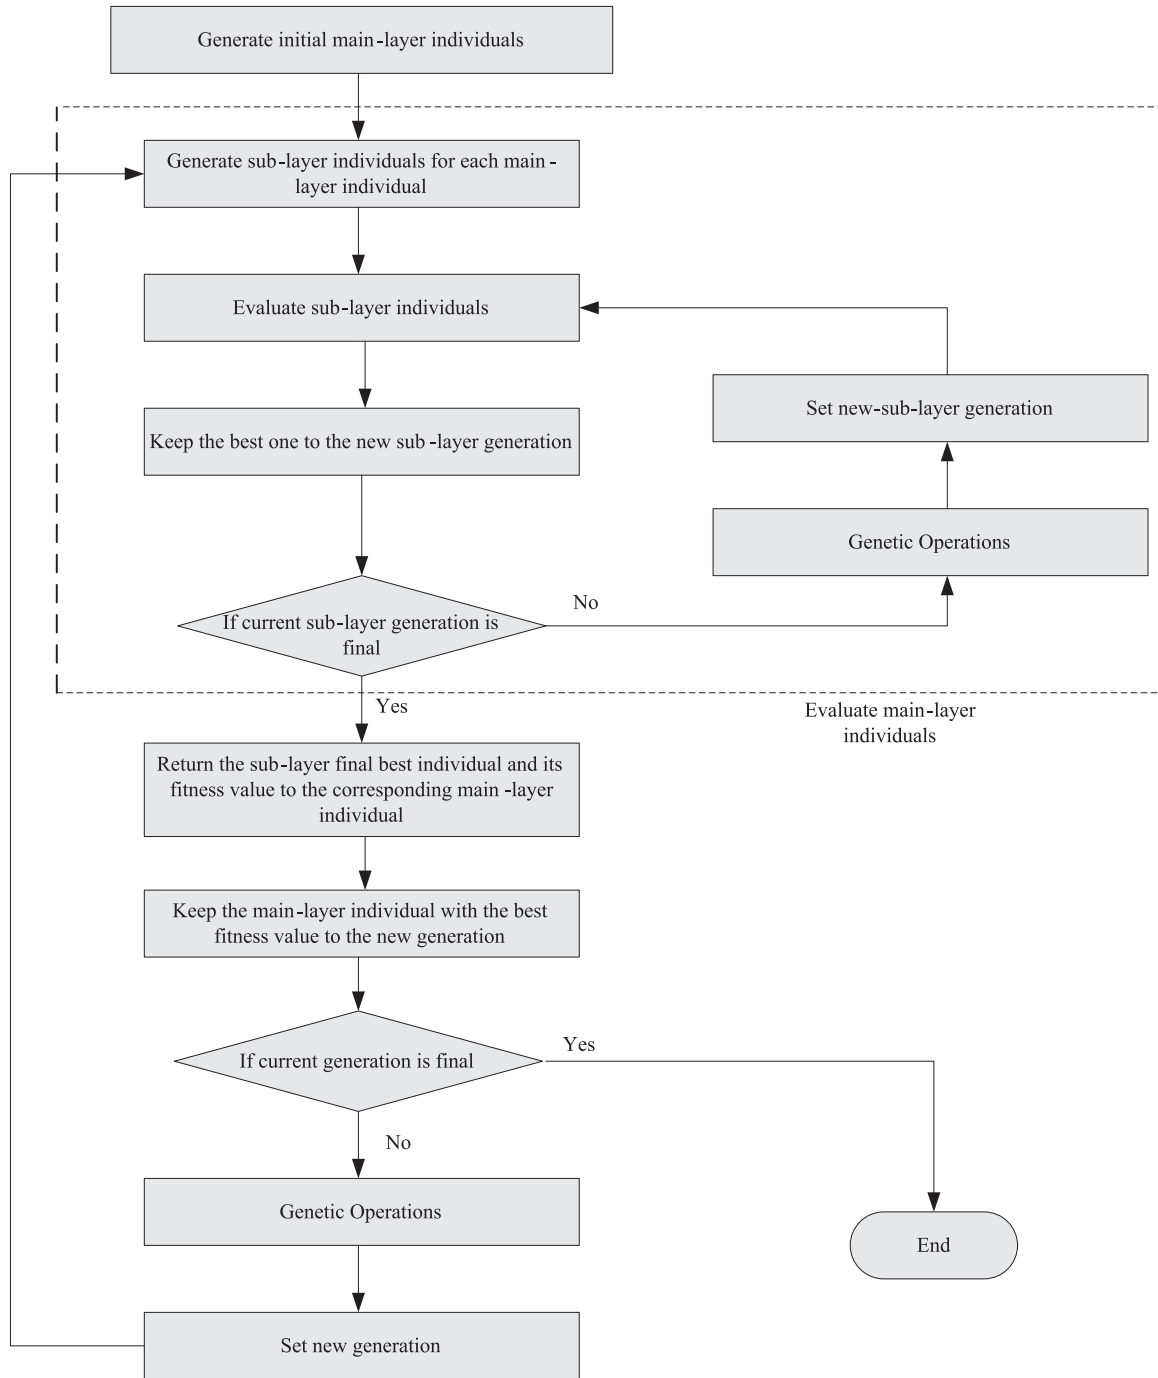 Generate initial main-layer individuals
Generate sub-layer individuals for each main-
layer individual
Evaluate sub-layer individuals
Set new-sub-layer generation
Keep the best one to the new sub-layer generation
Genetic Operations
No
If current sub-layer generation is
final
Yes
Evaluate main-layer
individuals
Return the sub-layer final best individual and its
fitness value to the corresponding main-layer
individual
Keep the main-layer individual with the best
fitness value to the new generation
Yes
If current generation is final
No
Genetic Operations
End
Set new generation